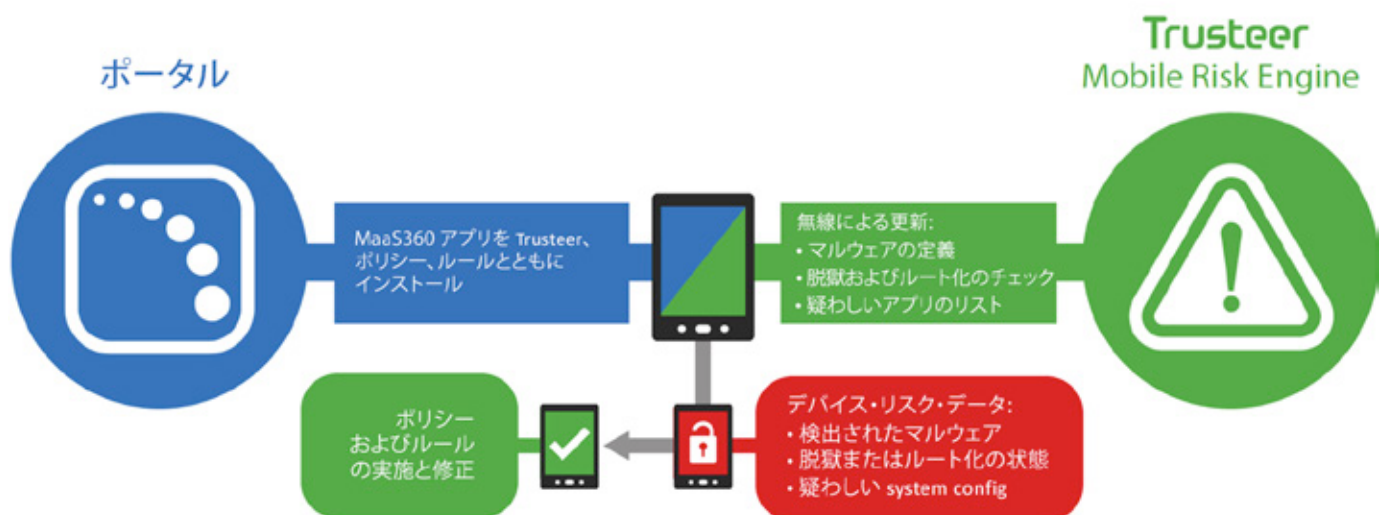 ポータル
Trusteer
Mobile Risk Engine
MaaS360 アプリを Trusteer、
ポリシー、ルールとともに
インストール
無線による更新:
• マルウェアの定義
• 脱獄およびルート化のチェック
• 疑わしいアプリのリスト
ポリシー
およびルール
の実施と修正
デバイス・リスク・データ:
• 検出されたマルウェア
• 脱獄またはルート化の状態
• 疑わしい system config